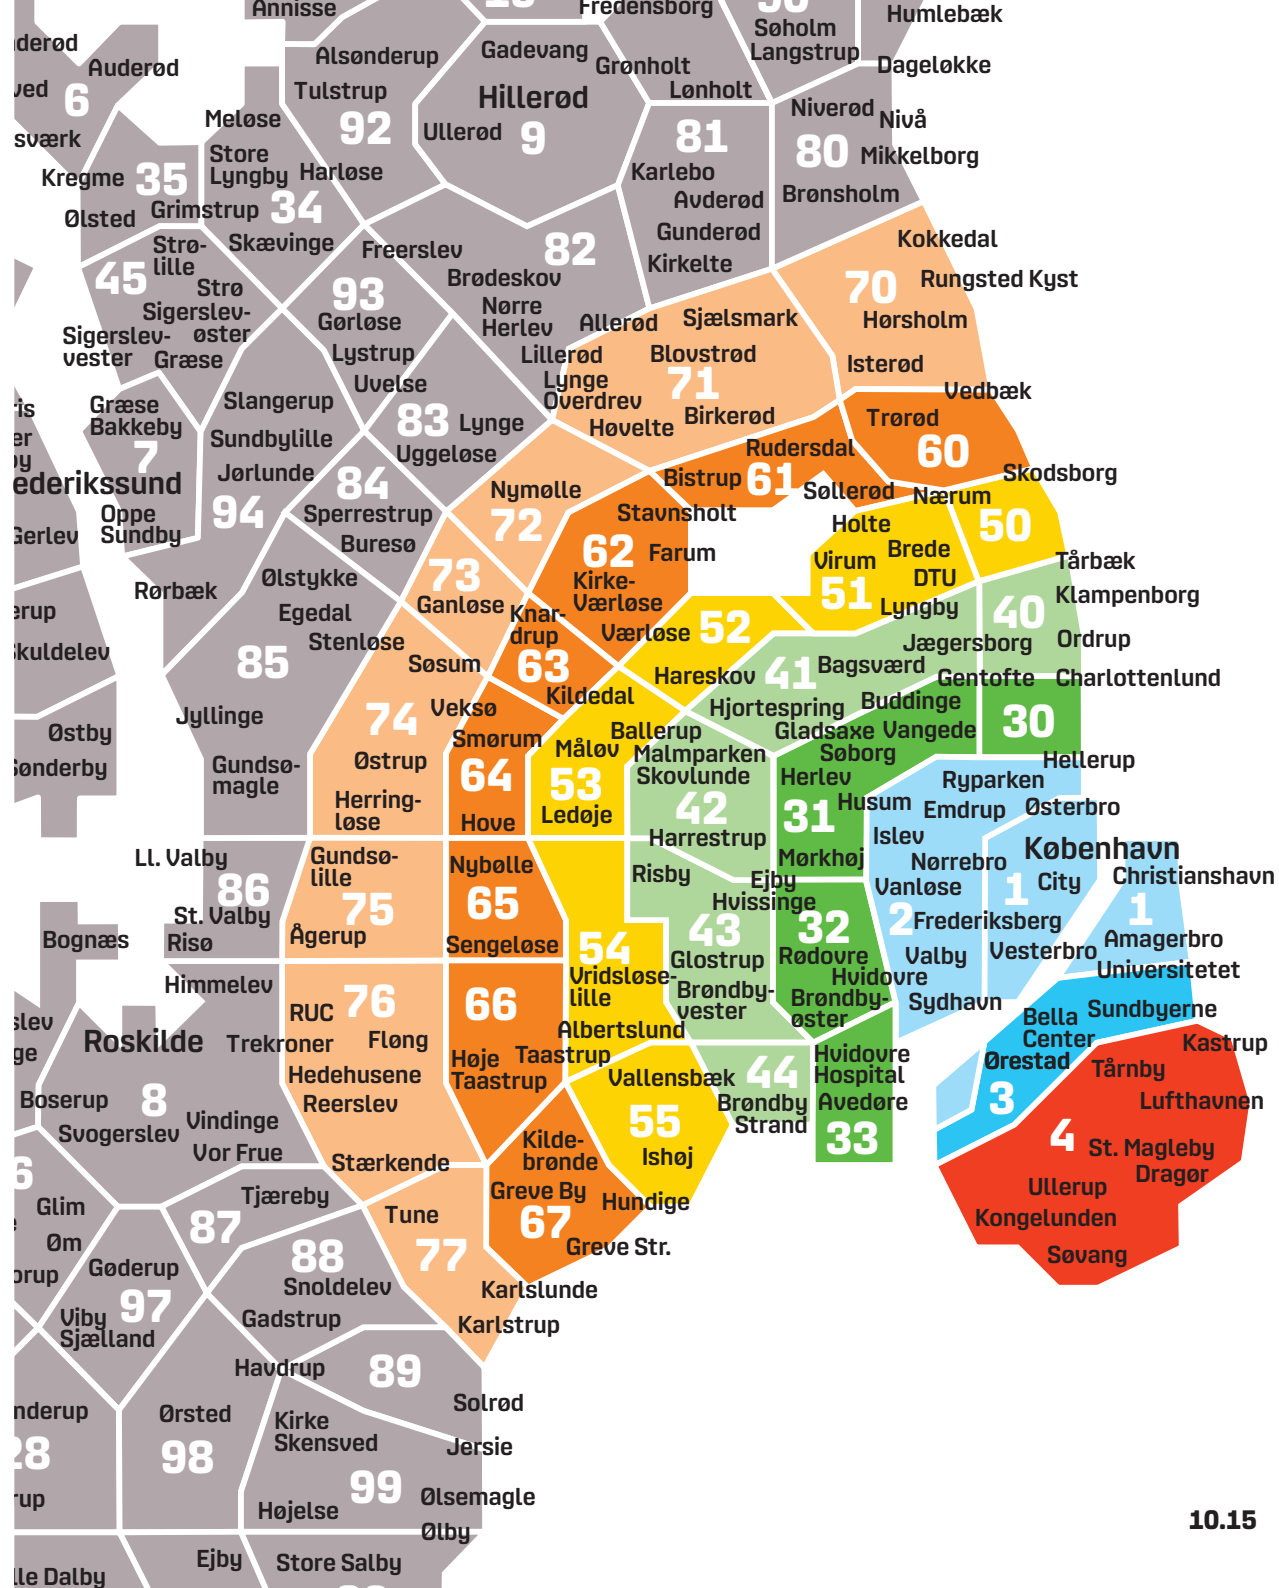 Annisse
Fredensborg
Søholm
Langstrup
Humlebæk
Dageløkke
Auderød
6
Alsønderup
Tulstrup
92
Harløse
Gadevang
Grønholt
Lønholt
Hillerød
Ullerød
9
Niverød
Nivå
80
Mikkelborg
Brønsholm
81
Karlebo
Avderød
Gunderød
Kirkelte
Meløse
Store
Lyngby
34
Skævinge
Kregme
35
Ølsted
Grimstrup
Strø-
lille
45
Strø
Sigerslev-
øster
Sigerslev-
vester
Græse
Freerslev
82
Brødeskov
Nørre
Herlev
93
Gørløse
Lystrup
Uvelse
83
Lynge
Uggeløse
Kokkedal
Rungsted Kyst
70
Hørsholm
Isterød
Vedbæk
Allerød
Sjælsmark
Lillerød
Blovstrød
71
Lynge
Overdrev
Birkerød
Høvelte
Græse
Bakkeby
7
Oppe
Sundby
Gerlev
Slangerup
Sundbylille
Jørlunde
94
84
Sperrestrup
Buresø
Rørbæk
Ølstykke
Egedal
Stenløse
85
Jyllinge
Gundsø-
magle
Trørød
60
Skodsborg
Rudersdal
Bistrup
61
Søllerød
Nærum
50
Tårbæk
Nymølle
72
Stavnsholt
62
Farum
Kirke-
Værløse
Holte
Virum
Brede
DTU
51
Lyngby
73
Ganløse
Knar-
drup
63
Kildedal
Værløse
52
Hareskov
Klampenborg
40
Ordrup
Jægersborg
Gentofte
Charlottenlund
41
Bagsværd
Hjortespring
Buddinge
Gladsaxe
Vangede
Søborg
30
Hellerup
Søsum
74
Østrup
Herring-
løse
Veksø
Smørum
64
Hove
Ballerup
Måløv
53
Ledøje
Malmparken
Skovlunde
42
Harrestrup
Herlev
31
Husum
Mørkhøj
Ryparken
Emdrup
Østerbro
Islev
Nørrebro
København
1
City
Christianshavn
Vanløse
2
Frederiksberg
Valby
Vesterbro
Sydhavn
1
Amagerbro
Universitetet
Østby
Ll. Valby
86
St. Valby
Risø
Bognæs
Himmelev
Gundsø-
lille
75
Ågerup
Nybølle
65
Sengeløse
54
Vridsløse-
lille
Albertslund
Risby
Ejby
Hvissinge
43
Glostrup
Brøndby-
vester
32
Rødovre
Hvidovre
Brøndby-
øster
Roskilde
Trekroner
8
Boserup
Svogerslev
Vindinge
Vor Frue
RUC
76
Fløng
Hedehusene
Reerslev
Stærkende
66
Høje
Taastrup
Taastrup
Vallensbæk
44
Brøndby
Strand
55
Ishøj
Hvidovre
Hospital
Avedøre
33
Bella
Center
Sundbyerne
Ørestad
3
Kastrup
Tårnby
Lufthavnen
4
St. Magleby
Dragør
Ullerup
Kongelunden
Søvang
Kilde-
brønde
Greve By
67
Hundige
Greve Str.
Karlslunde
Karlstrup
Tune
77
Tjæreby
87
88
Snoldelev
Gadstrup
Glim
Øm
Gøderup
97
Viby
Sjælland
Havdrup
89
Solrød
Ørsted
98
Kirke
Skensved
Jersie
99
Højelse
Ølsemagle
Ølby
Ejby
Store Salby
10.15